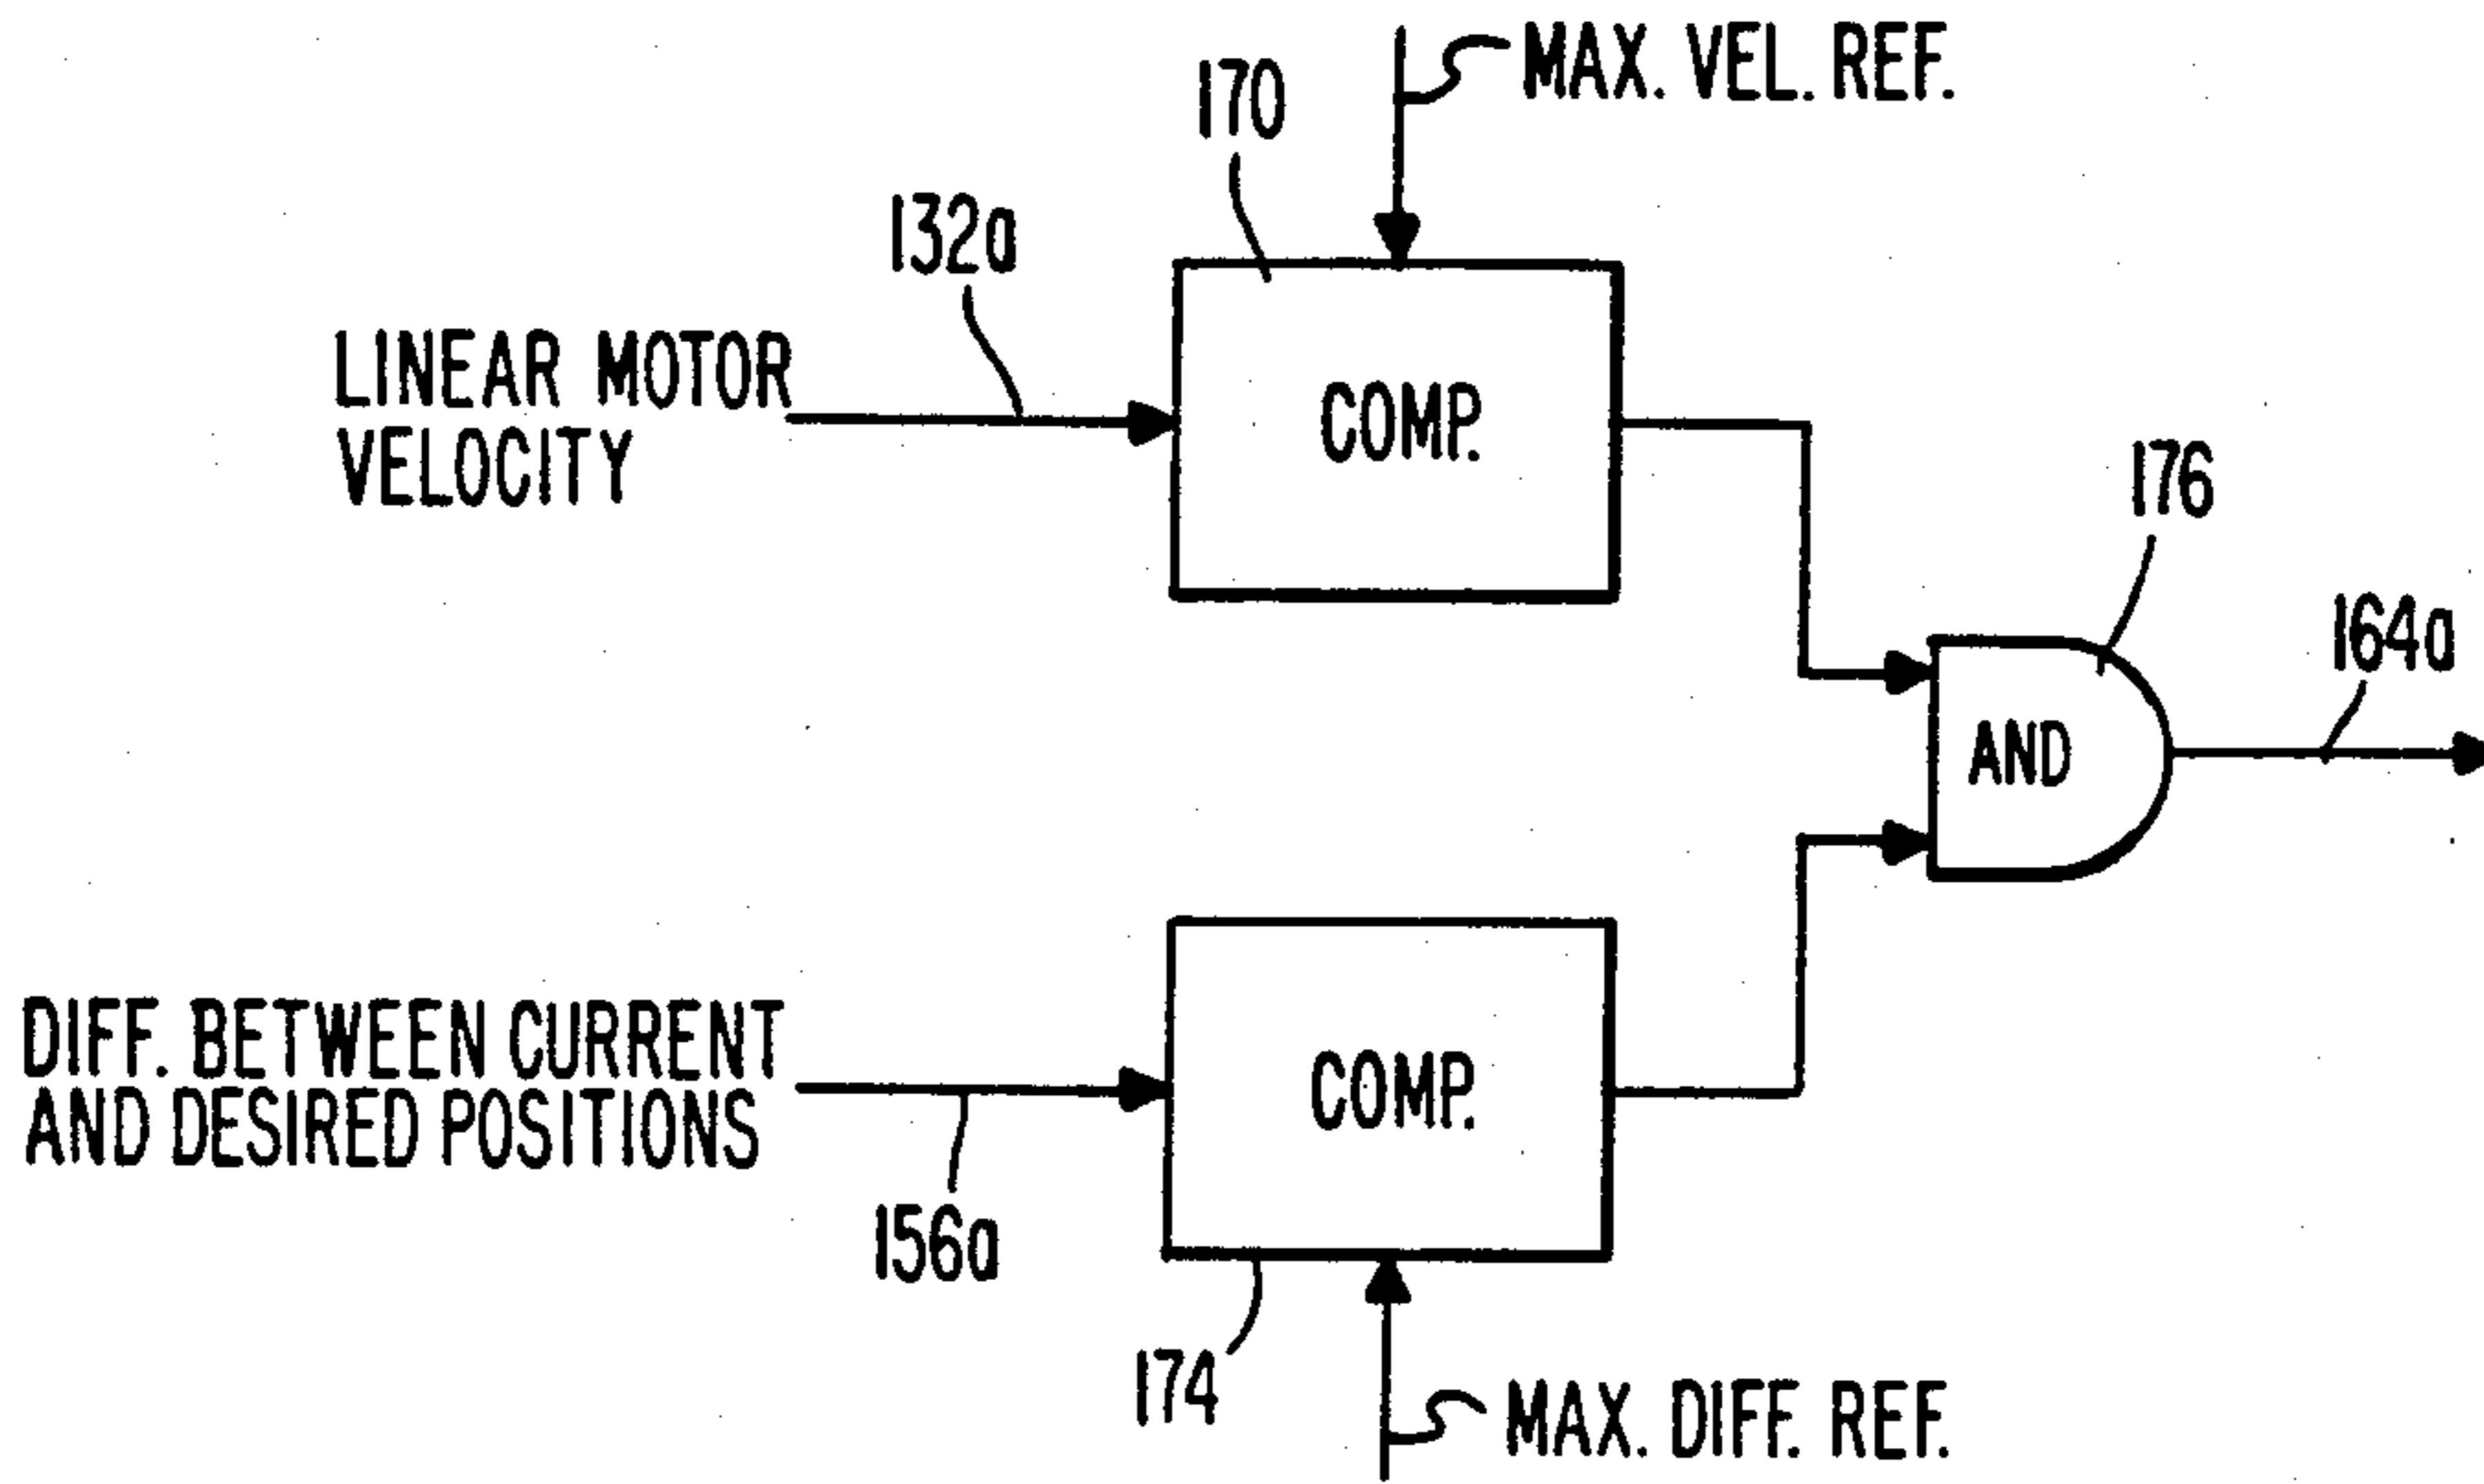 MAX. VEL. REF.
170
132a
LINEAR MOTOR
VELOCITY
COMP.
176
164a
AND
DIFF. BETWEEN CURRENT
AND DESIRED POSITIONS
COMP.
156a
174
MAX. DIFF. REF.